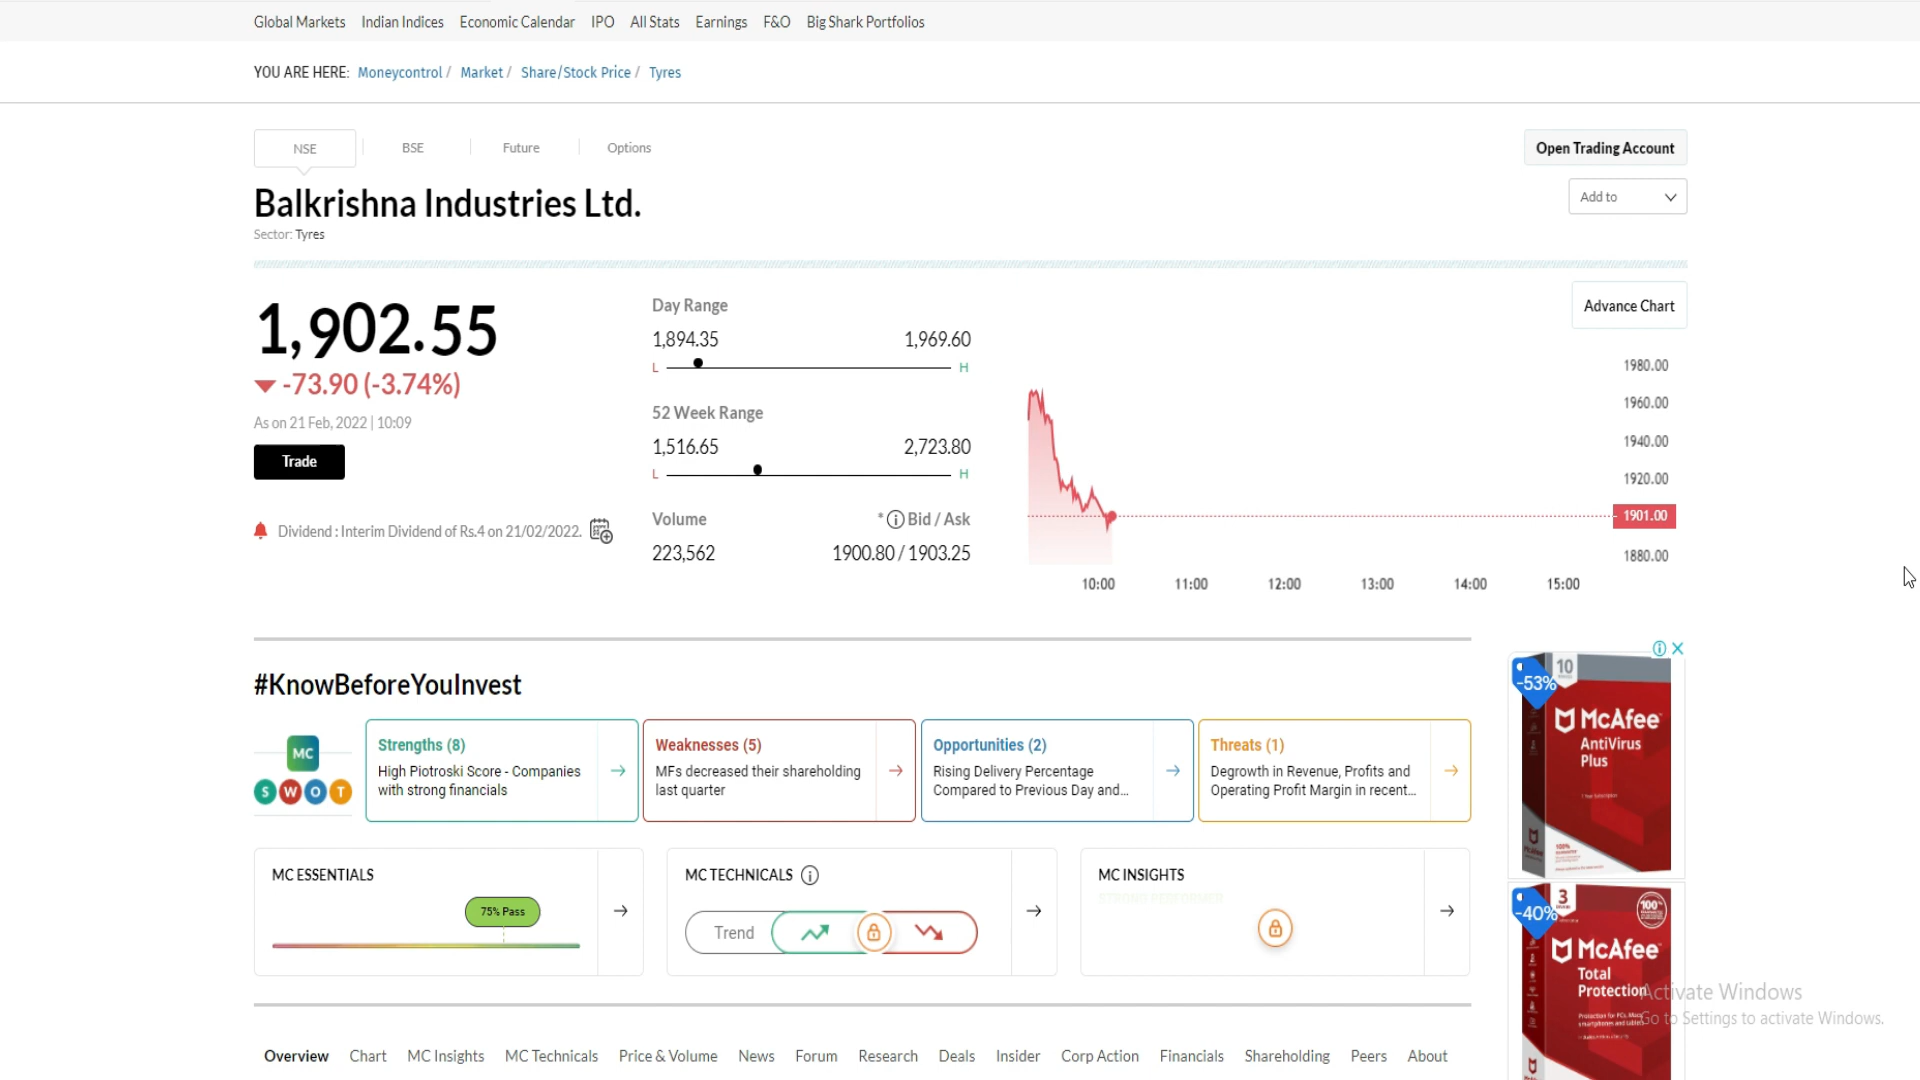 Global Markets Indian Indices Economic Calendar IPO All Stats Earnings F&O Big Shark Portfolios
YOU ARE HERE: Moneycontrol / Market / Share/Stock Price / Tyres
NSE BSE Future Options
Open Trading Account
Balkrishna Industries Ltd.
Add to
Sector: Tyres
1,902.55
-73.90 (-3.74%)
As on 21 Feb, 2022 | 10:09
Trade
Dividend : Interim Dividend of Rs.4 on 21/02/2022.
Day Range
1,894.35 1,969.60
L H
52 Week Range
1,516.65 2,723.80
L H
Volume * i Bid / Ask
223,562 1900.80 / 1903.25
Advance Chart
1980.00
1960.00
1940.00
1920.00
1901.00
1880.00
10:00 11:00 12:00 13:00 14:00 15:00
#KnowBeforeYouInvest
MC
S W O T
Strengths (8)
High Piotroski Score - Companies
with strong financials
Weaknesses (5)
MFs decreased their shareholding
last quarter
Opportunities (2)
Rising Delivery Percentage
Compared to Previous Day and...
Threats (1)
Degrowth in Revenue, Profits and
Operating Profit Margin in recent...
MC ESSENTIALS
75% Pass
MC TECHNICALS i
Trend
MC INSIGHTS
STRONG PERFORMER
-53%
10
McAfee
AntiVirus
Plus
-40%
3
100%
McAfee
Total
Protection
Activate Windows
Go to Settings to activate Windows.
Overview Chart MC Insights MC Technicals Price & Volume News Forum Research Deals Insider Corp Action Financials Shareholding Peers About